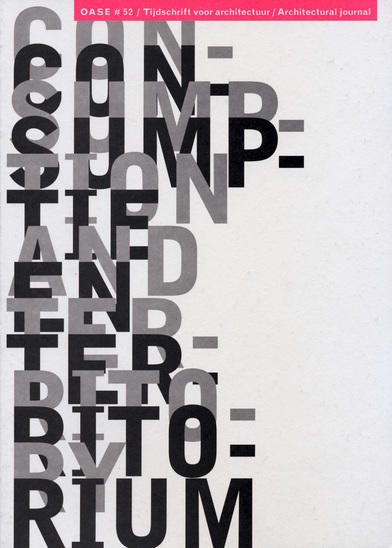 OASE # 52 / Tijdschrift voor architectuur / Architectural journal
CON-
CON-
SUMP-
SUMP-
TION
TIE
AND
EN
TER-
TER-
RITO-
RITO-
RY
RIUM